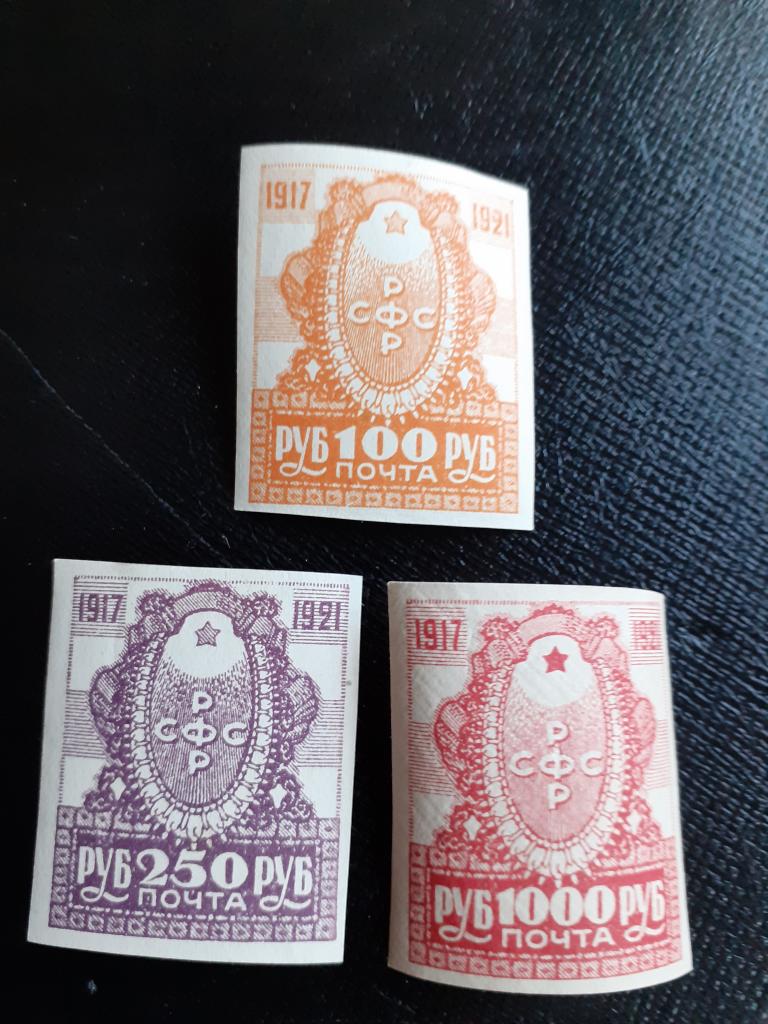 1917 1921
Р
СФС
Р
РУБ 100 РУБ
ПОЧТА
1917 1921
Р
СФС
Р
РУБ 250 РУБ
ПОЧТА
1917
Р
СФС
Р
РУБ 1000 РУБ
ПОЧТА